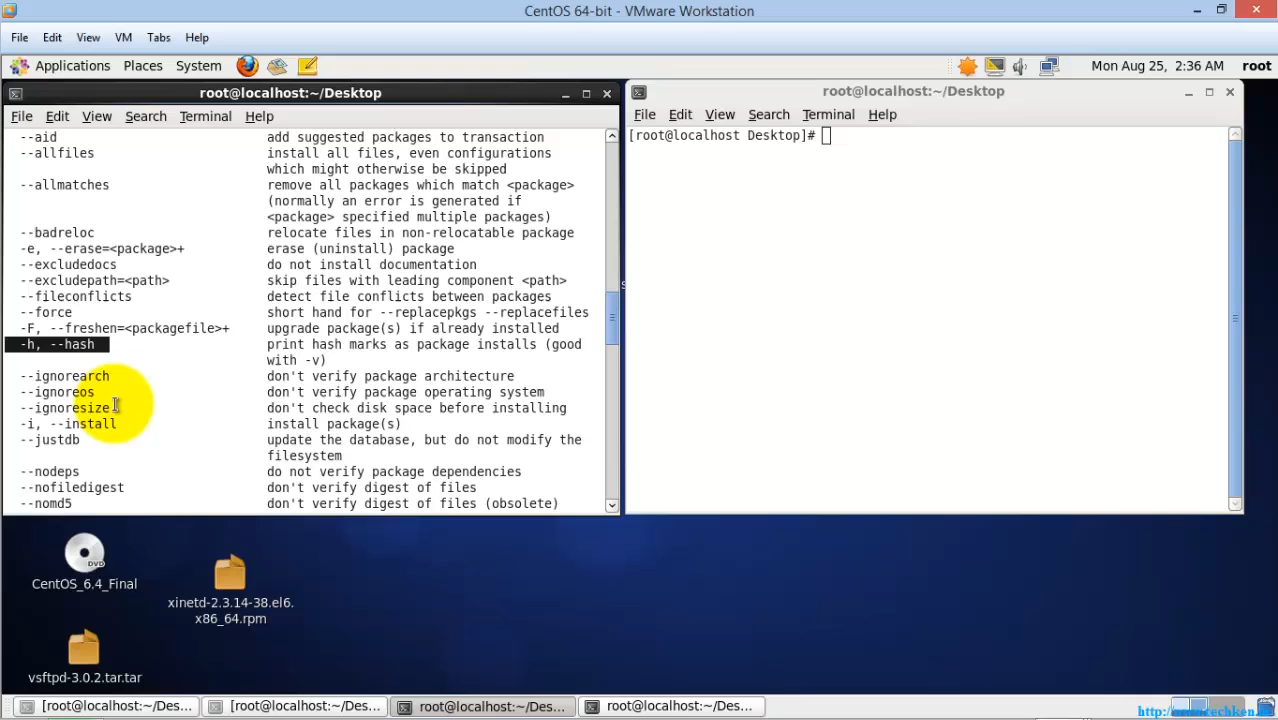 CentOS 64-bit - VMware Workstation
File Edit View VM Tabs Help
Applications Places System Mon Aug 25, 2:36 AM root
root@localhost:~/Desktop
File Edit View Search Terminal Help
--aid add suggested packages to transaction
--allfiles install all files, even configurations
which might otherwise be skipped
--allmatches remove all packages which match <package>
(normally an error is generated if
<package> specified multiple packages)
--badreloc relocate files in non-relocatable package
-e, --erase=<package>+ erase (uninstall) package
--excludedocs do not install documentation
--excludepath=<path> skip files with leading component <path>
--fileconflicts detect file conflicts between packages
--force short hand for --replacepkgs --replacefiles
-F, --freshen=<packagefile>+ upgrade package(s) if already installed
-h, --hash print hash marks as package installs (good
with -v)
--ignorearch don't verify package architecture
--ignoreos don't verify package operating system
--ignoresize don't check disk space before installing
-i, --install install package(s)
--justdb update the database, but do not modify the
filesystem
--nodeps do not verify package dependencies
--nofiledigest don't verify digest of files
--nomd5 don't verify digest of files (obsolete)
root@localhost:~/Desktop
File Edit View Search Terminal Help
[root@localhost Desktop]#
DVD
CentOS_6.4_Final
xinetd-2.3.14-38.el6.
x86_64.rpm
vsftpd-3.0.2.tar.tar
[root@localhost:~/Des...
[root@localhost:~/Des...
root@localhost:~/Des...
root@localhost:~/Des...